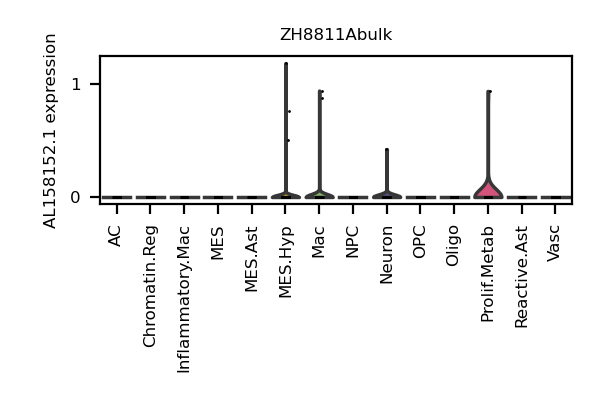 ZH8811Abulk
AL158152.1 expression
1
0
AC
Chromatin.Reg
Inflammatory.Mac
MES
MES.Ast
MES.Hyp
Mac
NPC
Neuron
OPC
Oligo
Prolif.Metab
Reactive.Ast
Vasc